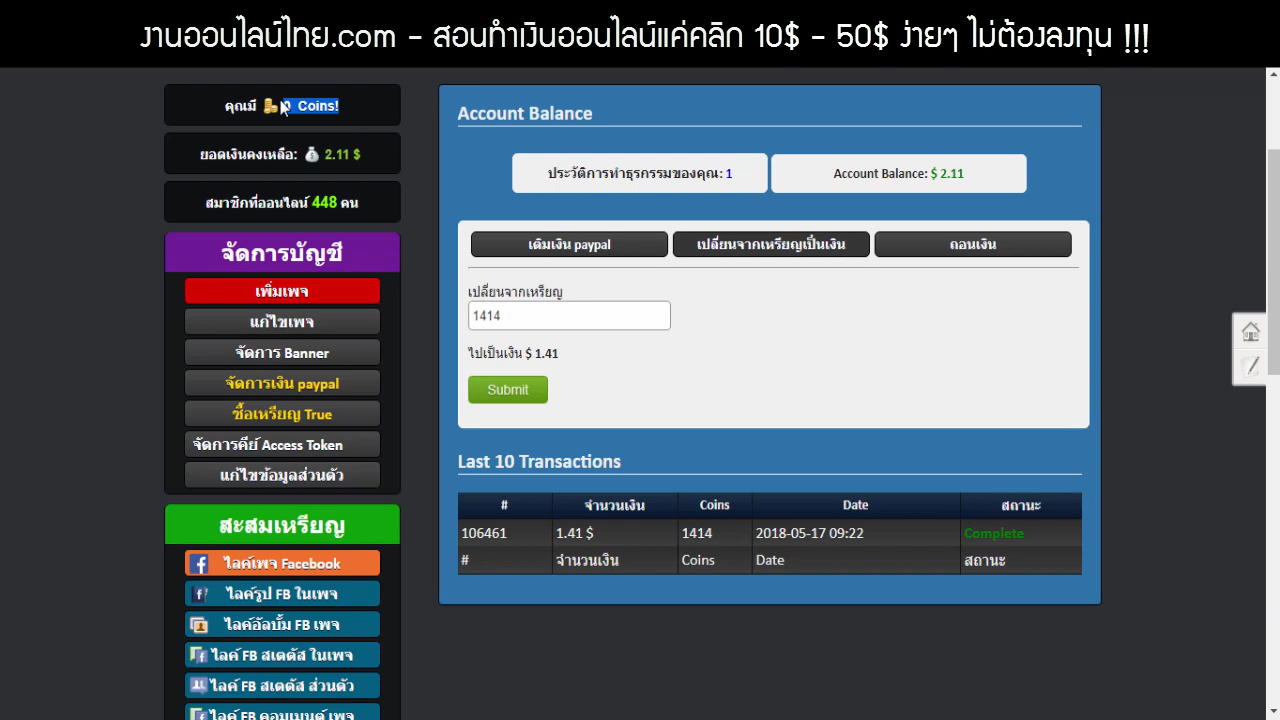 งานออนไลน์ไทย.com - สอนทำเงินออนไลน์แค่คลิก 10$ - 50$ ง่ายๆ ไม่ต้องลงทุน !!!
คุณมี 0 Coins!
ยอดเงินคงเหลือ: 2.11 $
สมาชิกที่ออนไลน์ 448 คน
จัดการบัญชี
เพิ่มเพจ
แก้ไขเพจ
จัดการ Banner
จัดการเงิน paypal
ซื้อเหรียญ True
จัดการคีย์ Access Token
แก้ไขข้อมูลส่วนตัว
สะสมเหรียญ
ไลค์เพจ Facebook
ไลค์รูป FB ในเพจ
ไลค์อัลบั้ม FB เพจ
ไลค์ FB สเตตัส ในเพจ
ไลค์ FB สเตตัส ส่วนตัว
ไลค์ FB คอมเมนต์ เพจ
Account Balance
ประวัติการทำธุรกรรมของคุณ: 1
Account Balance: $ 2.11
เติมเงิน paypal
เปลี่ยนจากเหรียญเป็นเงิน
ถอนเงิน
เปลี่ยนจากเหรียญ
1414
ไปเป็นเงิน $ 1.41
Submit
Last 10 Transactions
# จำนวนเงิน Coins Date สถานะ
106461 1.41 $ 1414 2018-05-17 09:22 Complete
# จำนวนเงิน Coins Date สถานะ